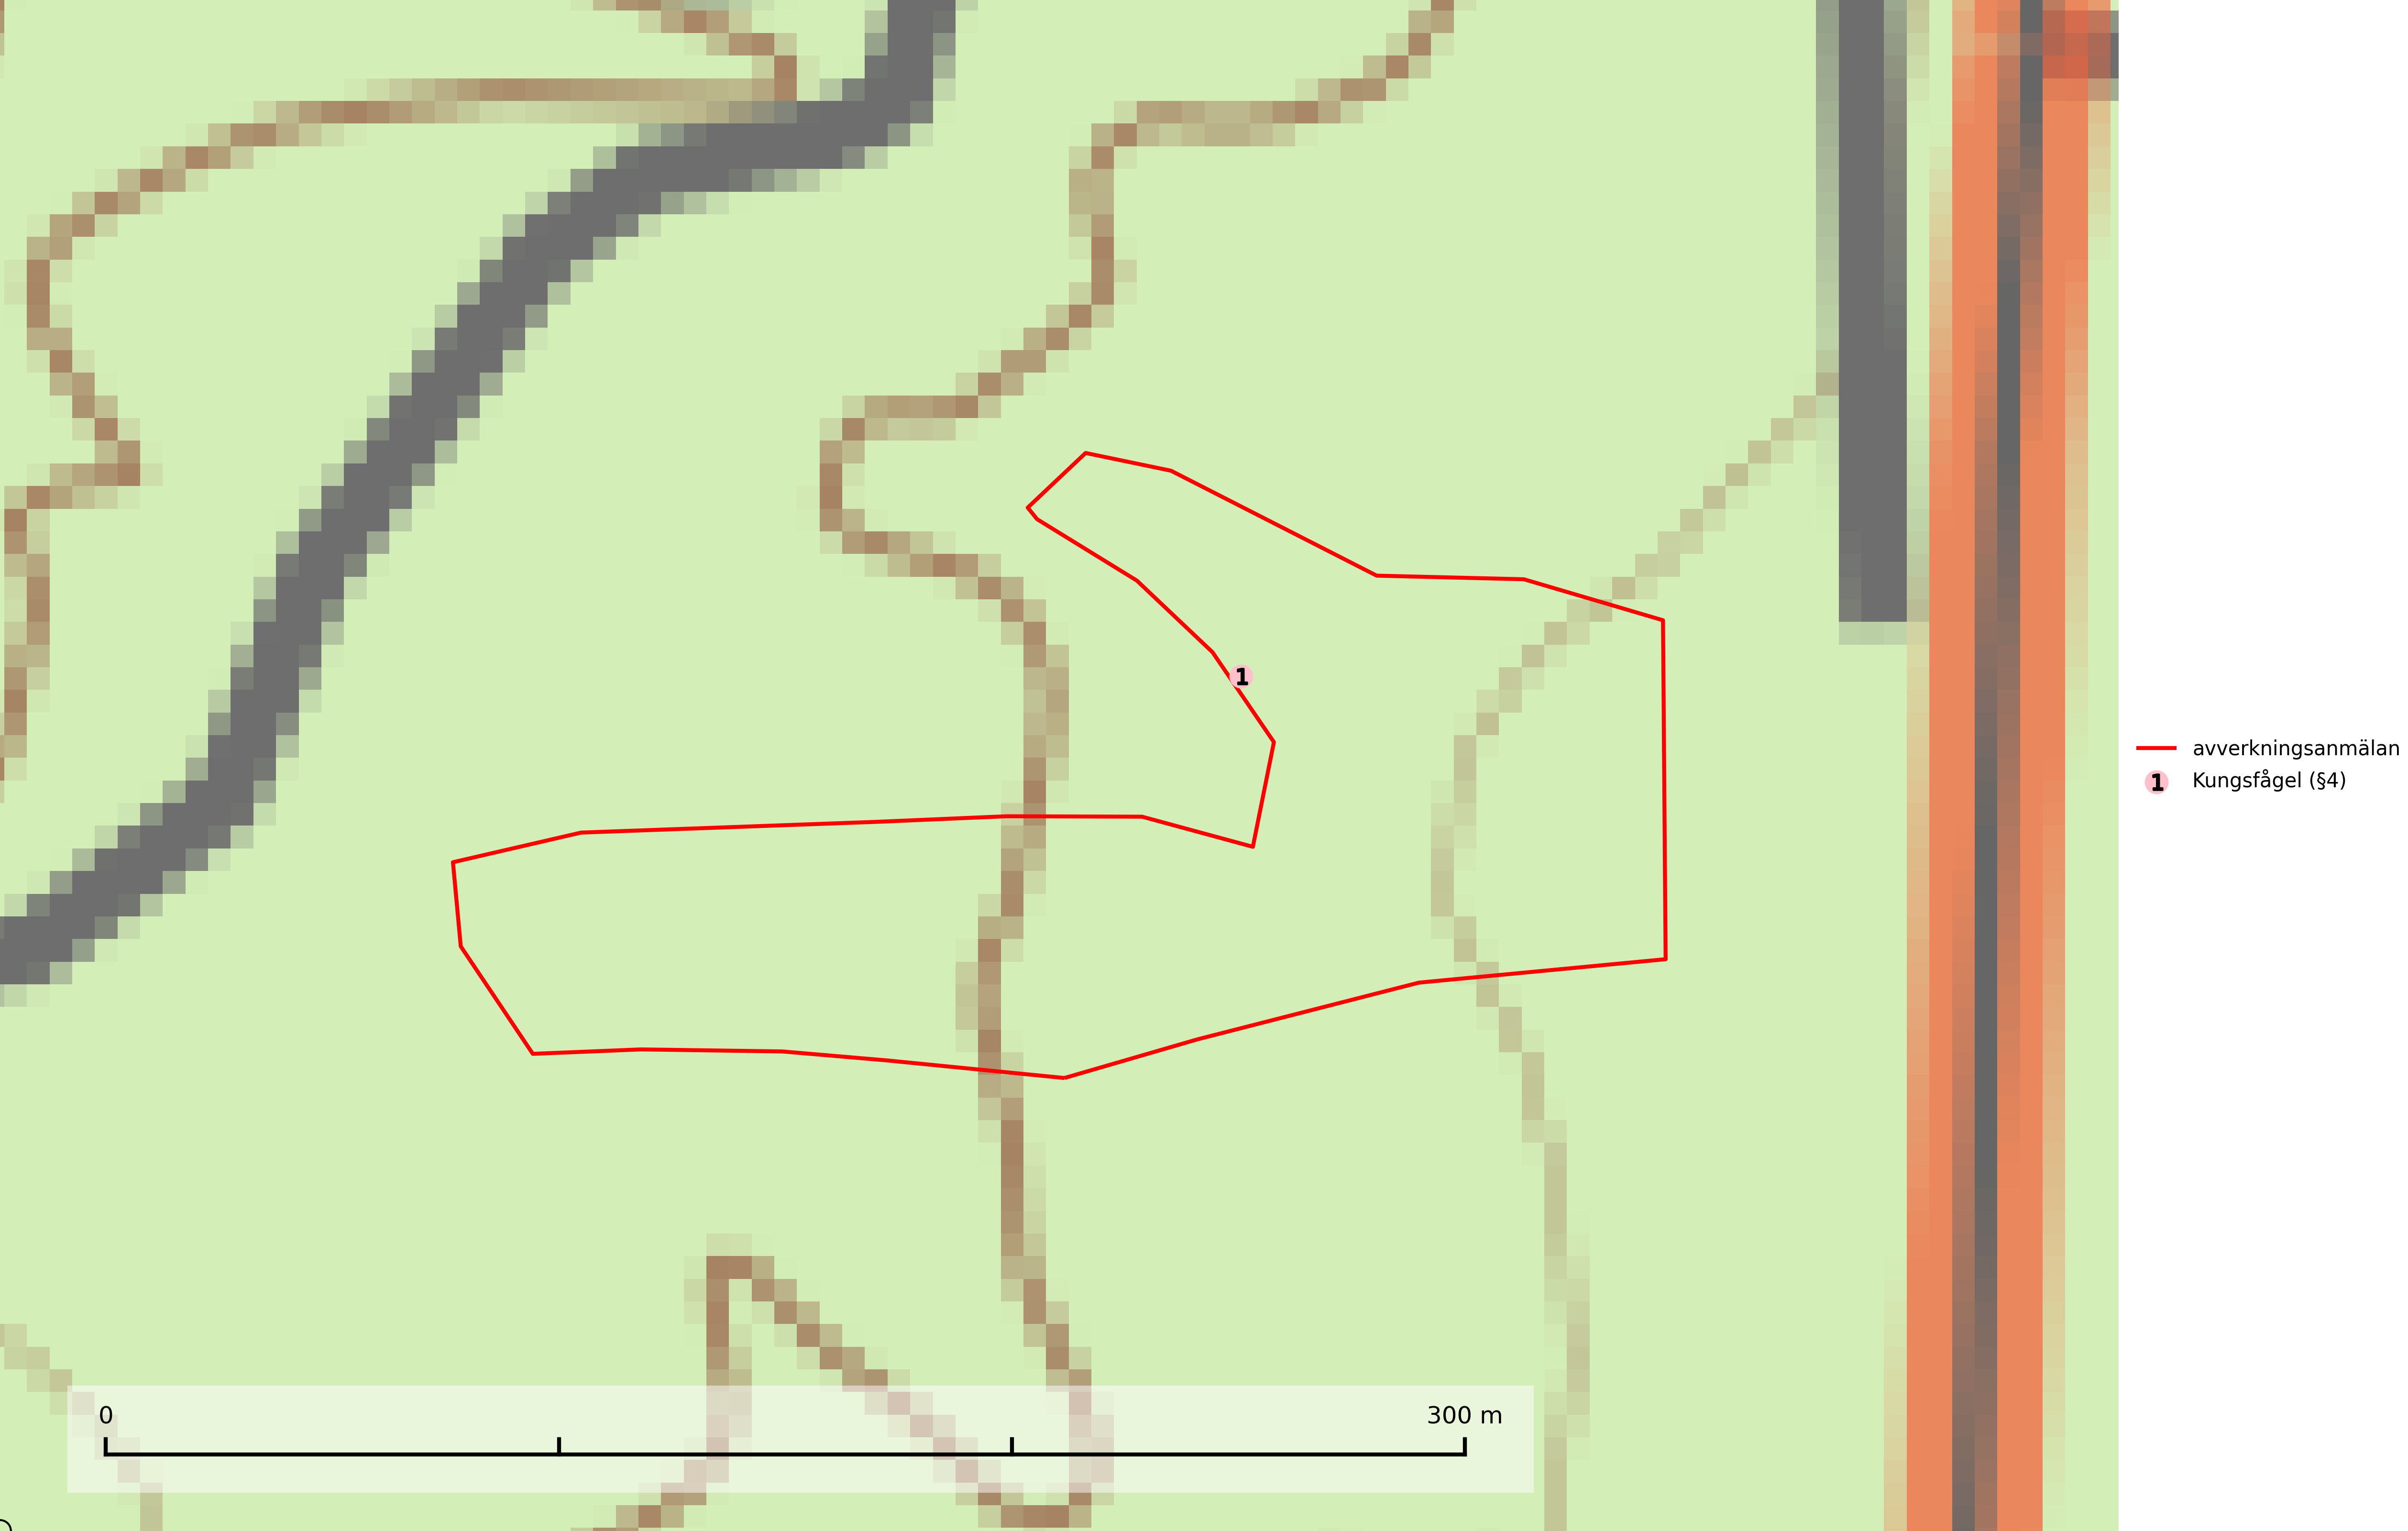 1
avverkningsanmälan
1 Kungsfågel (§4)
0 300 m